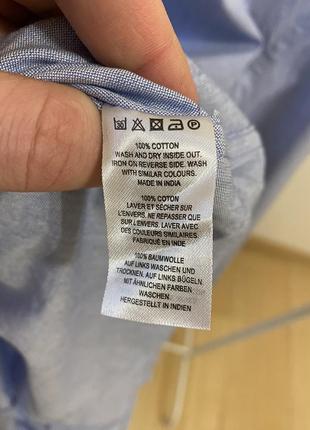 30
P
100% COTTON
WASH AND DRY INSIDE OUT.
IRON ON REVERSE SIDE. WASH
WITH SIMILAR COLOURS.
MADE IN INDIA
100% COTON
LAVER ET SÉCHER SUR
L'ENVERS. NE REPASSER QUE
SUR L'ENVERS. LAVER AVEC
DES COULEURS SIMILAIRES.
FABRIQUÉ EN INDE
100% BAUMWOLLE
AUF LINKS WASCHEN UND
TROCKNEN. AUF LINKS BÜGELN.
MIT ÄHNLICHEN FARBEN
WASCHEN.
HERGESTELLT IN INDIEN